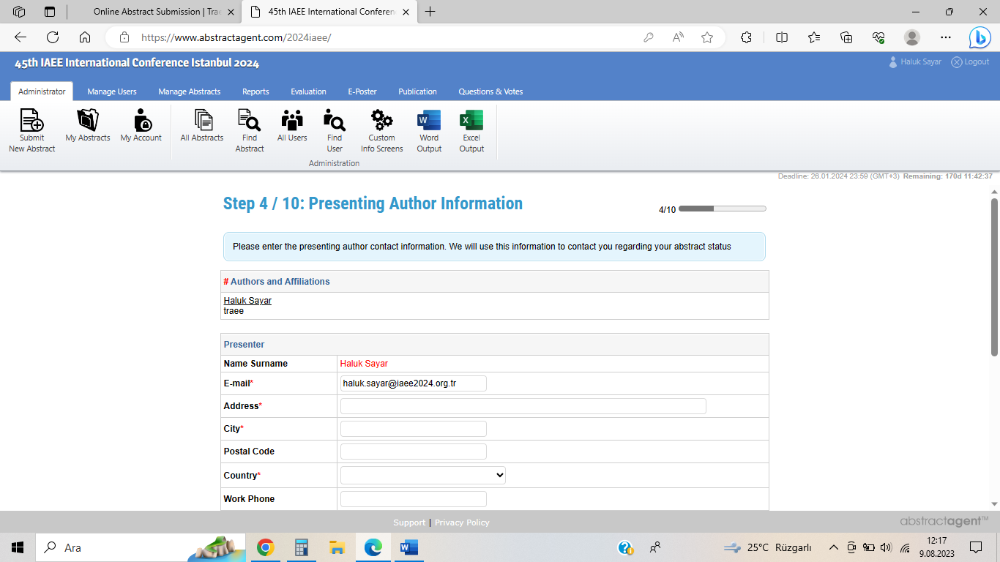 Online Abstract Submission | Trae
45th IAEE International Conferen
https://www.abstractagent.com/2024iaee/
45th IAEE International Conference Istanbul 2024
Haluk Sayar
Logout
Administrator
Manage Users
Manage Abstracts
Reports
Evaluation
E-Poster
Publication
Questions & Votes
Submit
New Abstract
My Abstracts
My Account
All Abstracts
Find
Abstract
All Users
Find
User
Custom
Info Screens
Word
Output
Excel
Output
Administration
Deadline: 26.01.2024 23:59 (GMT+3) Remaining: 170d 11:42:37
Step 4 / 10: Presenting Author Information
4/10
Please enter the presenting author contact information. We will use this information to contact you regarding your abstract status
# Authors and Affiliations
Haluk Sayar
traee
Presenter
Name Surname
Haluk Sayar
E-mail*
haluk.sayar@iaee2024.org.tr
Address*
City*
Postal Code
Country*
Work Phone
Support | Privacy Policy
abstractagent™
Ara
25°C Rüzgarlı
12:17
9.08.2023